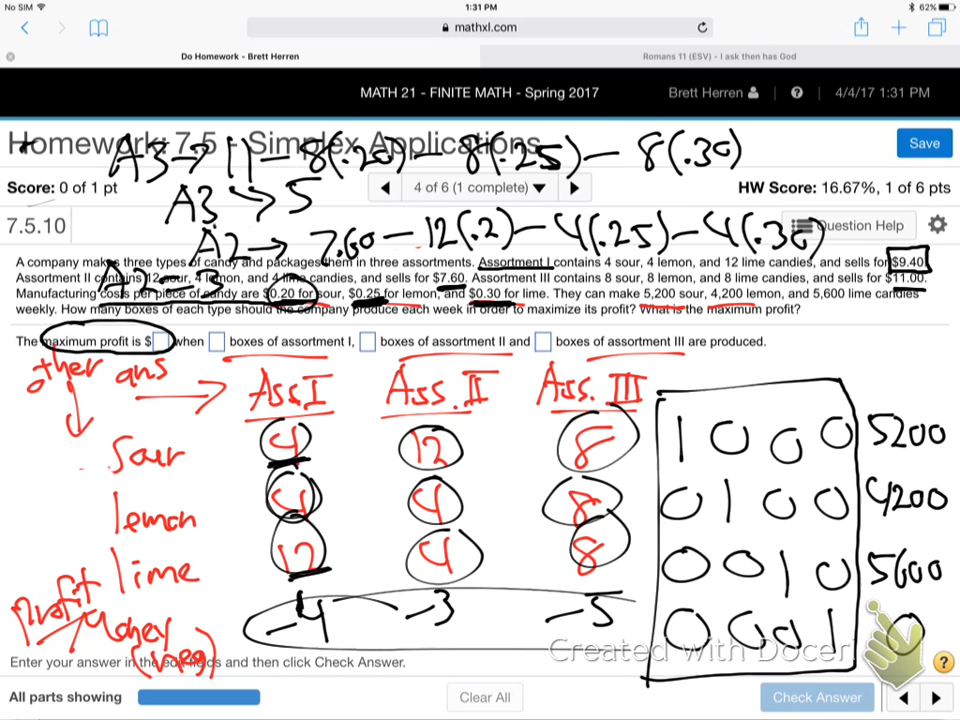 No SIM 1:31 PM 62%
mathxl.com
Do Homework - Brett Herren Romans 11 (ESV) - I ask then has God
MATH 21 - FINITE MATH - Spring 2017 Brett Herren 4/4/17 1:31 PM
Homework: 7.5 - Simplex Applications Save
A3 → 11 - 8(.20) - 8(.25) - 8(.30)
Score: 0 of 1 pt 4 of 6 (1 complete) HW Score: 16.67%, 1 of 6 pts
A3 → 5
7.5.10 Question Help
A2 → 7.60 - 12(.2) - 4(.25) - 4(.30)
A company makes three types of candy and packages them in three assortments. Assortment I contains 4 sour, 4 lemon, and 12 lime candies, and sells for $9.40.
Assortment II contains 12 sour, 4 lemon, and 4 lime candies, and sells for $7.60. Assortment III contains 8 sour, 8 lemon, and 8 lime candies, and sells for $11.00.
A2 - 3
Manufacturing costs per piece of candy are $0.20 for sour, $0.25 for lemon, and $0.30 for lime. They can make 5,200 sour, 4,200 lemon, and 5,600 lime candies
weekly. How many boxes of each type should the company produce each week in order to maximize its profit? What is the maximum profit?
The maximum profit is $ when boxes of assortment I, boxes of assortment II and boxes of assortment III are produced.
other ans → Ass I Ass. II Ass. III
sour 4 12 8 1 0 0 0 5200
lemon 4 4 8 0 1 0 0 4200
lime 12 4 8 0 0 1 0 5600
profit money (neg) -4 -3 -5 0 0 0 1 0
Created with Doceri
Enter your answer in the edit fields and then click Check Answer. ?
All parts showing Clear All Check Answer